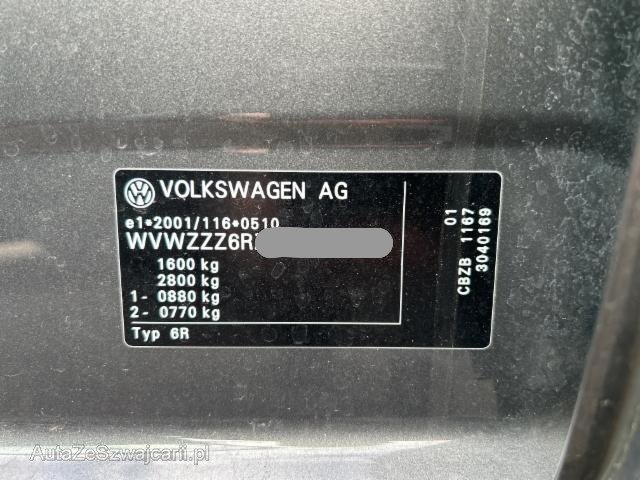 VOLKSWAGEN AG
e1*2001/116*0510
WVWZZZ6R
1600 kg
2800 kg
1- 0880 kg
2- 0770 kg
Typ 6R
01
CBZB 1167
3040169
AutaZeSzwajcarii.pl